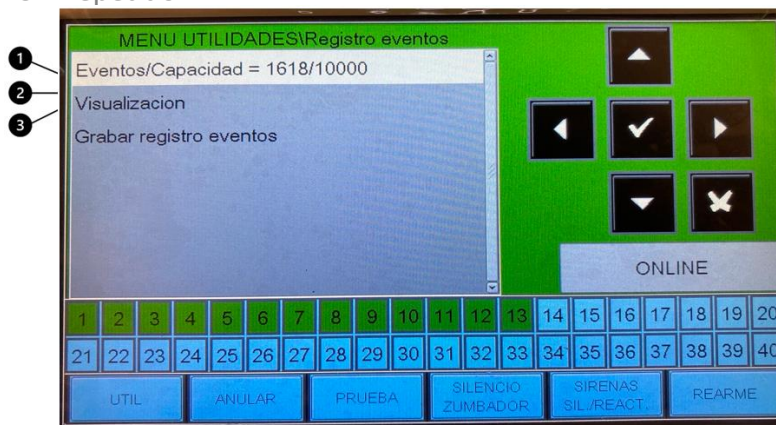 MENU UTILIDADES\Registro eventos
1 Eventos/Capacidad = 1618/10000
2 Visualizacion
3 Grabar registro eventos
ONLINE
1 2 3 4 5 6 7 8 9 10 11 12 13 14 15 16 17 18 19 20
21 22 23 24 25 26 27 28 29 30 31 32 33 34 35 36 37 38 39 40
UTIL ANULAR PRUEBA SILENCIO ZUMBADOR SIRENAS SIL./REACT. REARME